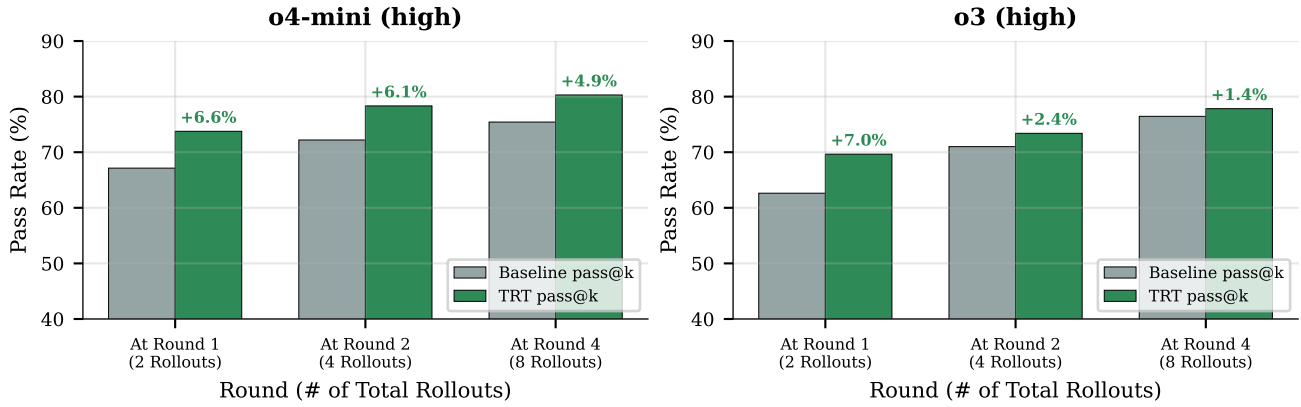 o4-mini (high)
Pass Rate (%)
90
80
70
60
50
40
+6.6%
+6.1%
+4.9%
Baseline pass@k
TRT pass@k
At Round 1
(2 Rollouts)
At Round 2
(4 Rollouts)
At Round 4
(8 Rollouts)
Round (# of Total Rollouts)
o3 (high)
Pass Rate (%)
90
80
70
60
50
40
+7.0%
+2.4%
+1.4%
Baseline pass@k
TRT pass@k
At Round 1
(2 Rollouts)
At Round 2
(4 Rollouts)
At Round 4
(8 Rollouts)
Round (# of Total Rollouts)